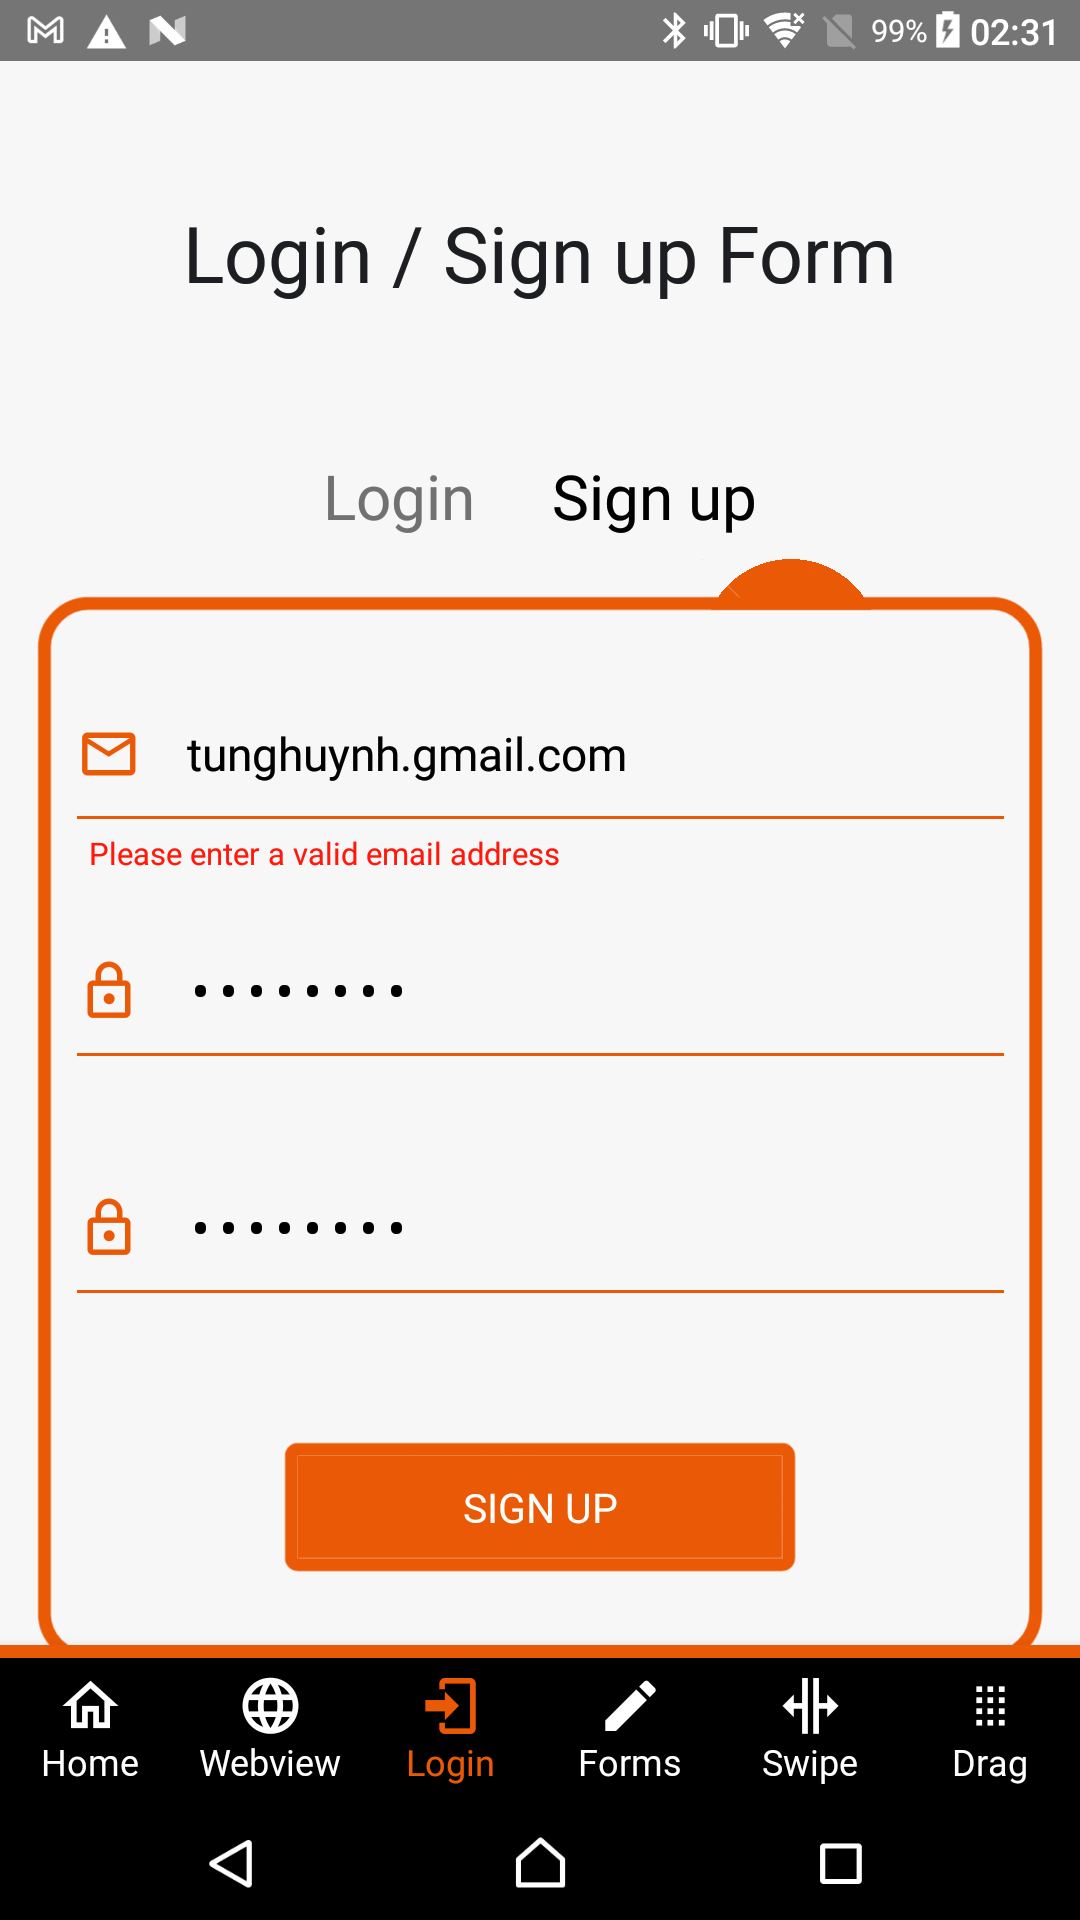 99% 02:31
Login / Sign up Form
Login Sign up
tunghuynh.gmail.com
Please enter a valid email address
••••••••
••••••••
SIGN UP
Home Webview Login Forms Swipe Drag